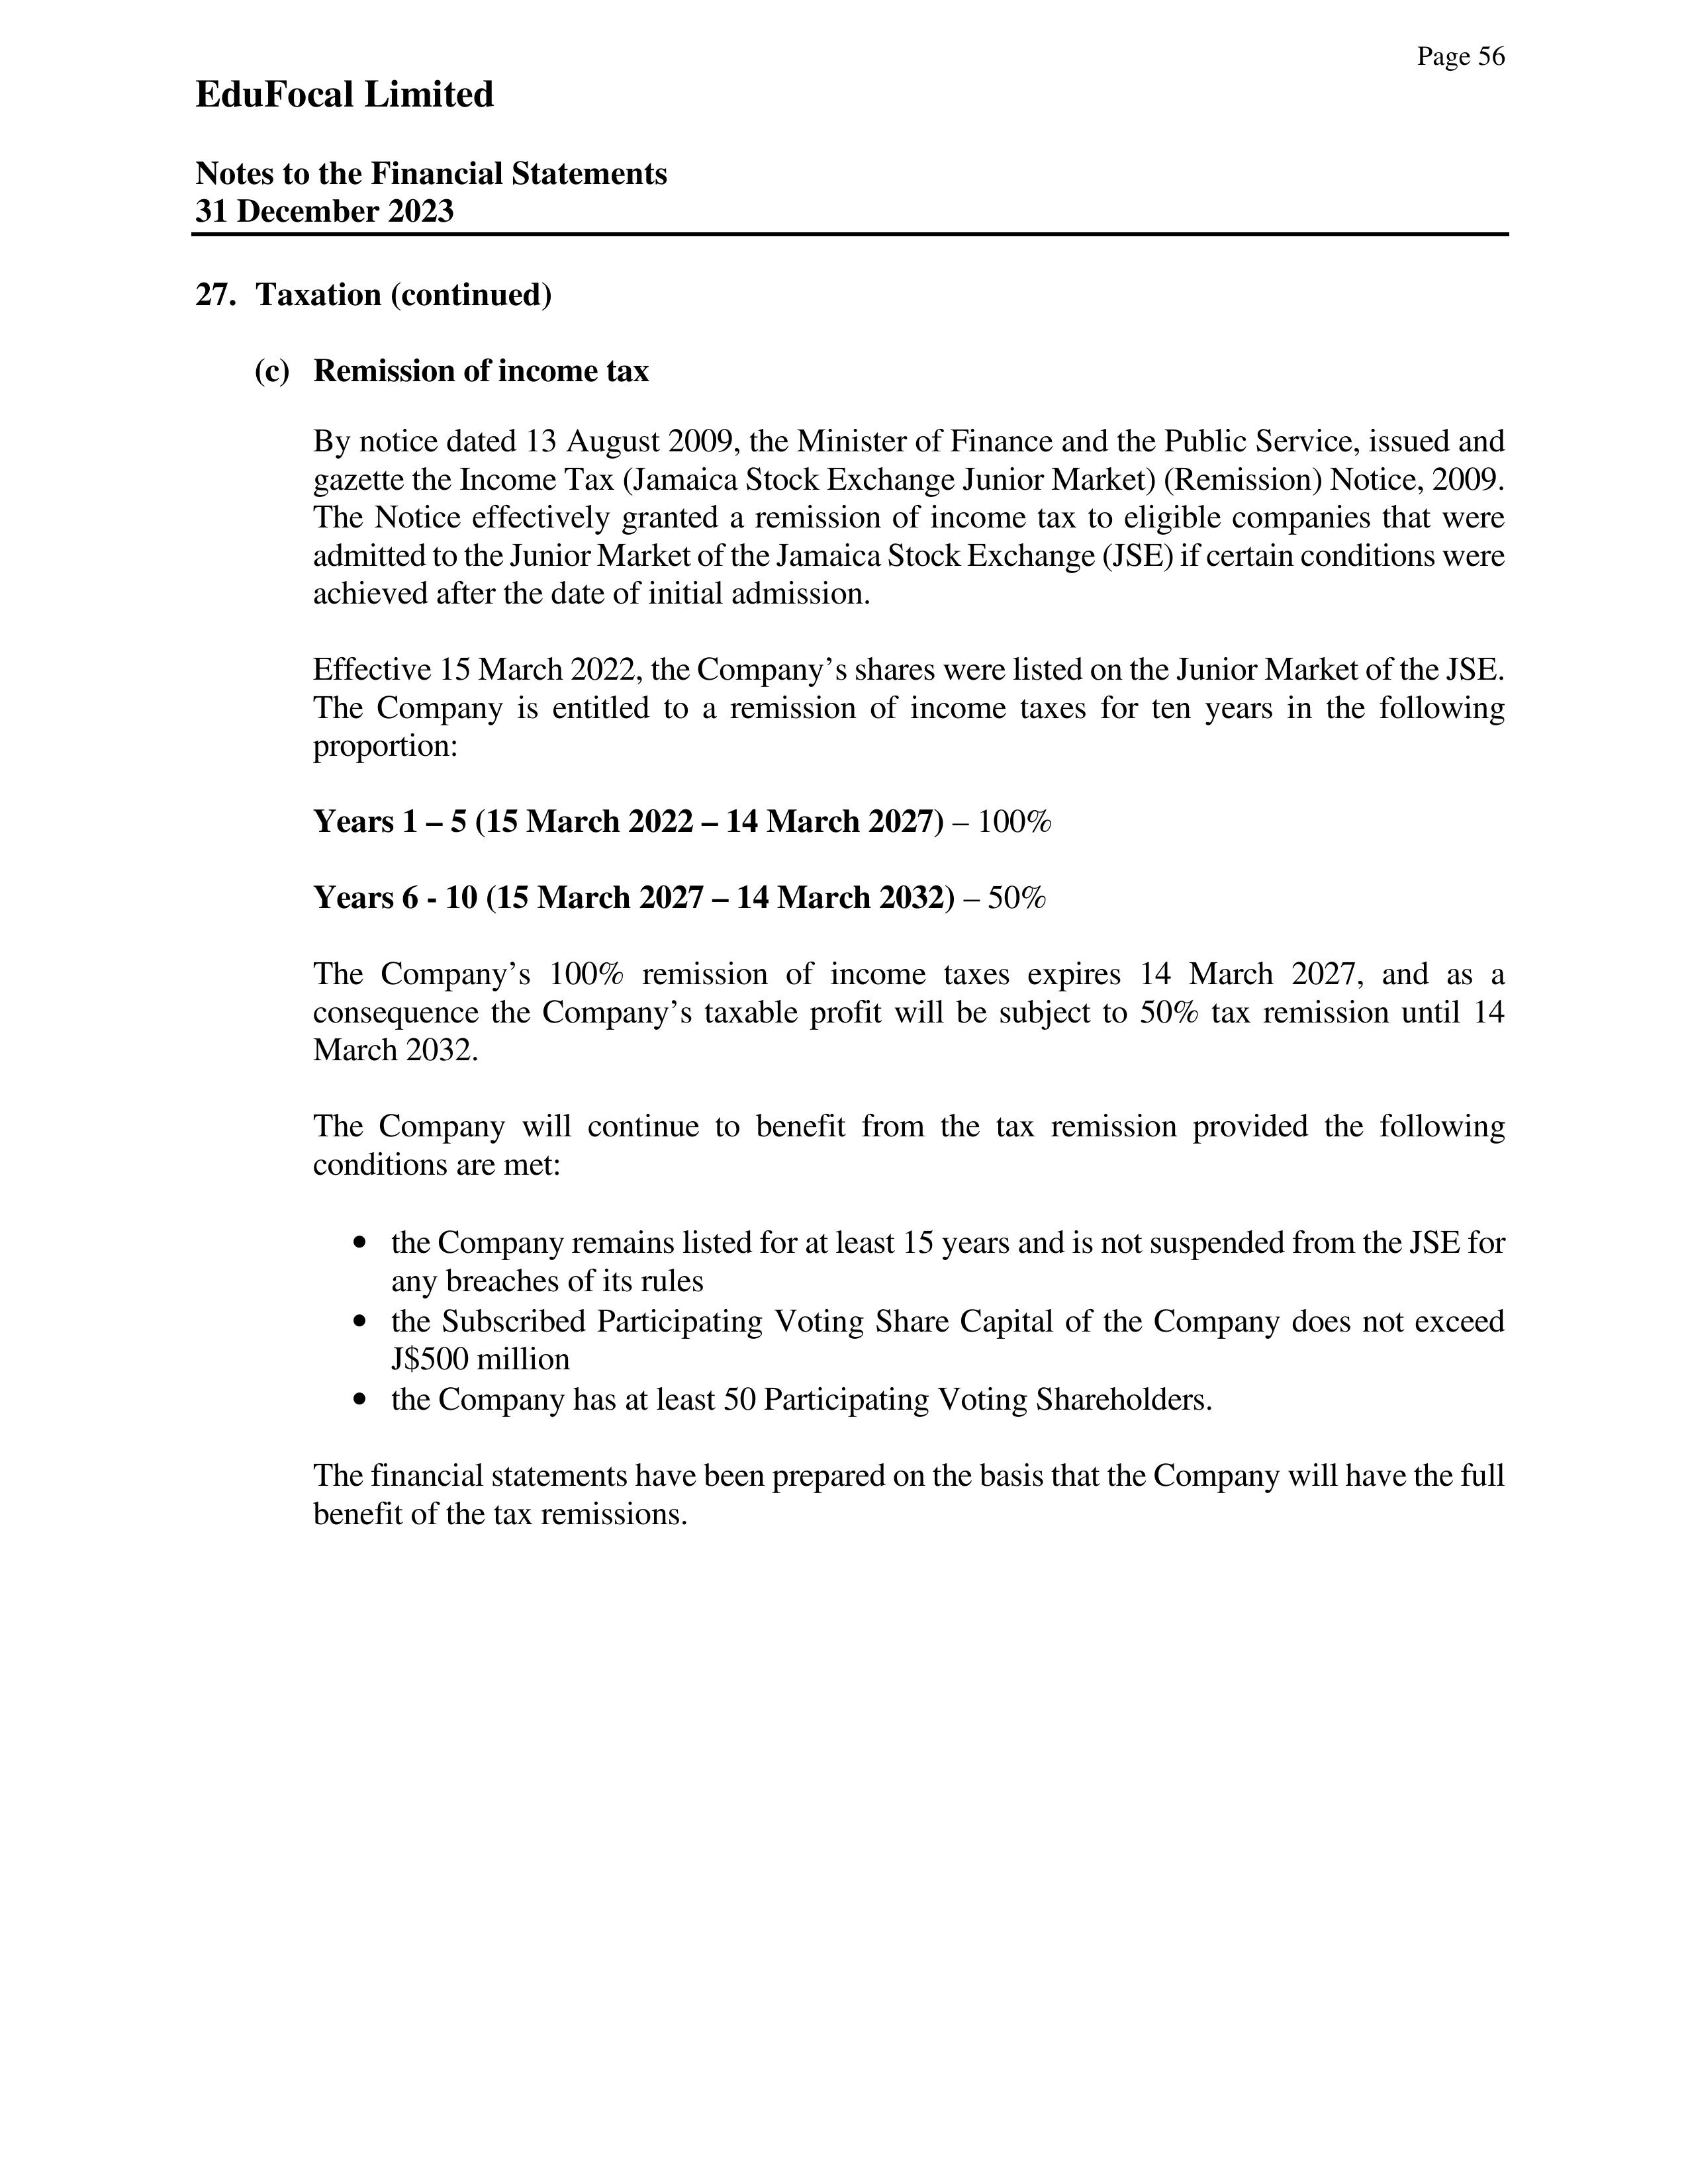 Page 56
EduFocal Limited
Notes to the Financial Statements
31 December 2023
27. Taxation (continued)
(c) Remission of income tax
By notice dated 13 August 2009, the Minister of Finance and the Public Service, issued and
gazette the Income Tax (Jamaica Stock Exchange Junior Market) (Remission) Notice, 2009.
The Notice effectively granted a remission of income tax to eligible companies that were
admitted to the Junior Market of the Jamaica Stock Exchange (JSE) if certain conditions were
achieved after the date of initial admission.
Effective 15 March 2022, the Company’s shares were listed on the Junior Market of the JSE.
The Company is entitled to a remission of income taxes for ten years in the following
proportion:
Years 1 – 5 (15 March 2022 – 14 March 2027) – 100%
Years 6 - 10 (15 March 2027 – 14 March 2032) – 50%
The Company’s 100% remission of income taxes expires 14 March 2027, and as a
consequence the Company’s taxable profit will be subject to 50% tax remission until 14
March 2032.
The Company will continue to benefit from the tax remission provided the following
conditions are met:
• the Company remains listed for at least 15 years and is not suspended from the JSE for
any breaches of its rules
• the Subscribed Participating Voting Share Capital of the Company does not exceed
J$500 million
• the Company has at least 50 Participating Voting Shareholders.
The financial statements have been prepared on the basis that the Company will have the full
benefit of the tax remissions.